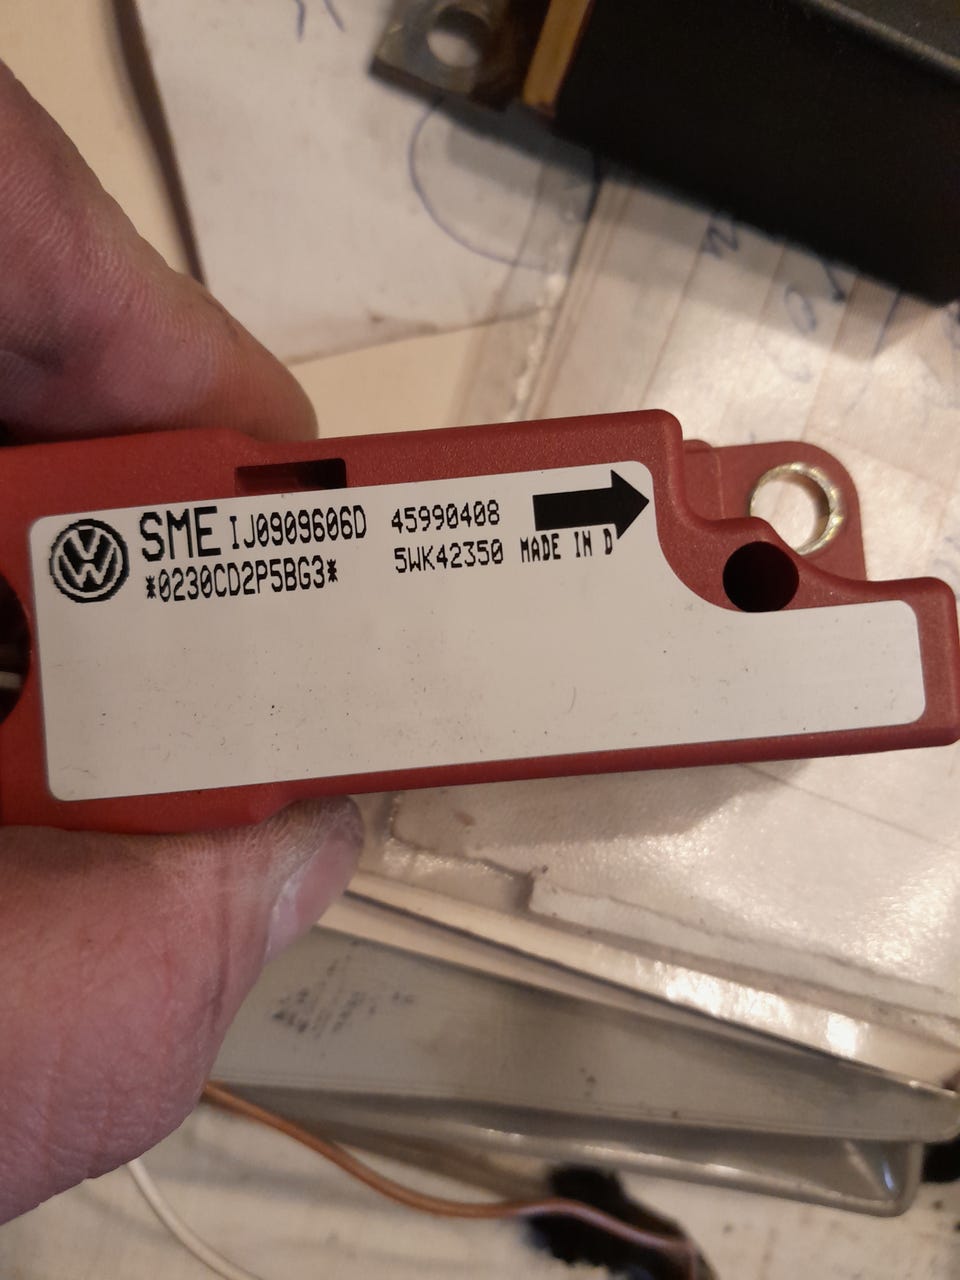 SME IJ0909606D 45990408
*0230CD2P5BG3* 5WK42350 MADE IN D